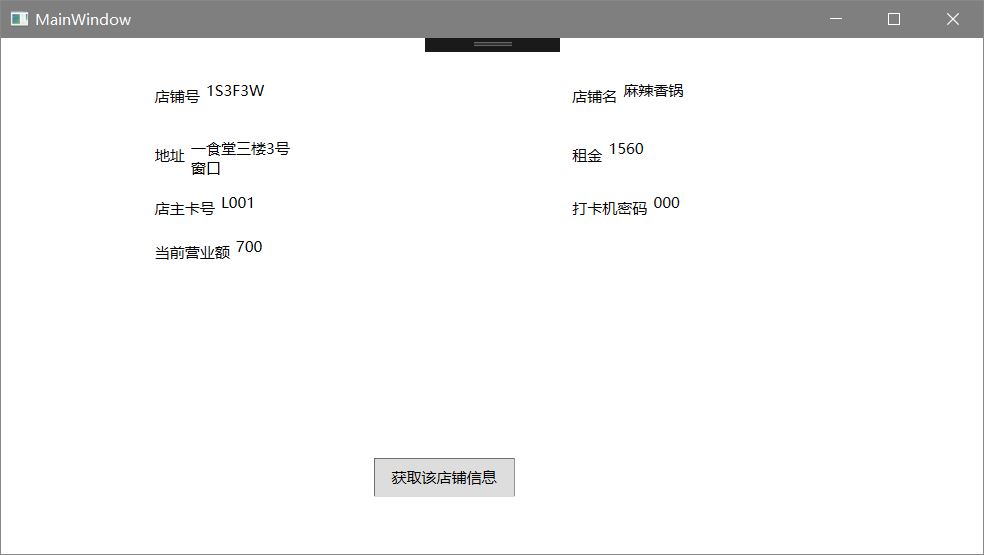 MainWindow
店铺号 1S3F3W
店铺名 麻辣香锅
地址 一食堂三楼3号
窗口
租金 1560
店主卡号 L001
打卡机密码 000
当前营业额 700
获取该店铺信息